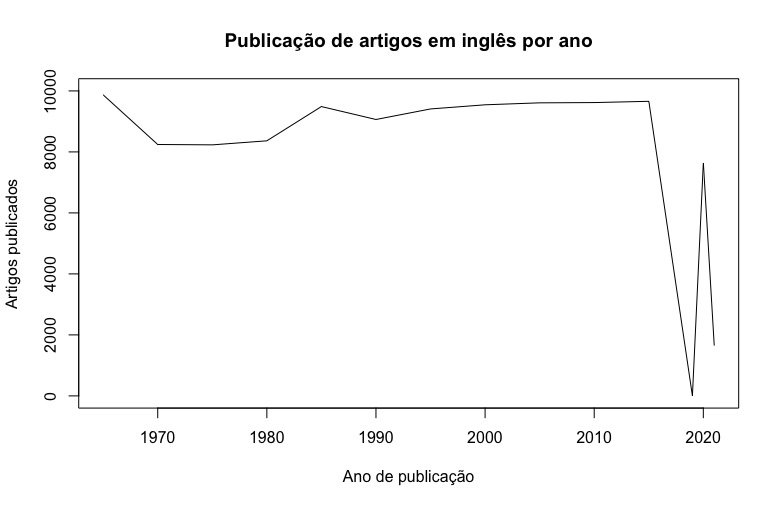 Publicação de artigos em inglês por ano
Artigos publicados
10000
8000
6000
4000
2000
0
1970 1980 1990 2000 2010 2020
Ano de publicação